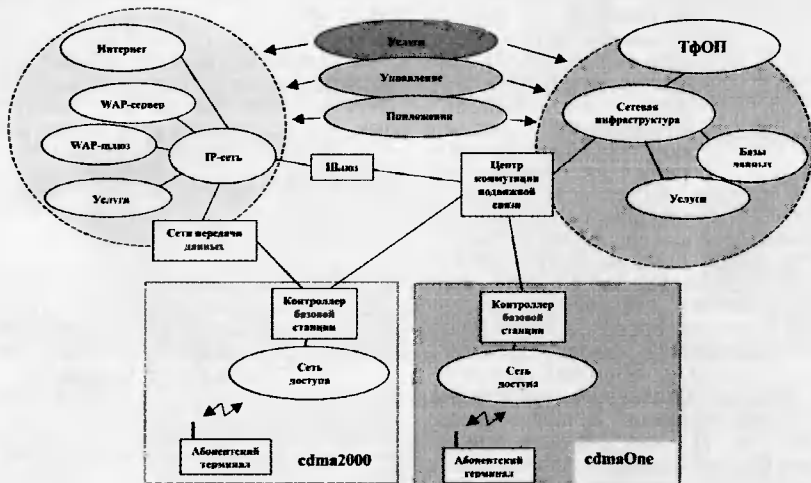 Интернет
WAP-сервер
WAP-шлюз
Услуги
IP-сеть
Сети передачи
данных
Услуги
Управление
Приложения
Шлюз
Центр
коммутации
подвижной
связи
ТфОП
Сетевая
инфраструктура
Базы
данных
Услуги
Контроллер
базовой
станции
Сеть
доступа
Абонентский
терминал
cdma2000
Контроллер
базовой
станции
Сеть
доступа
Абонентский
терминал
cdmaOne